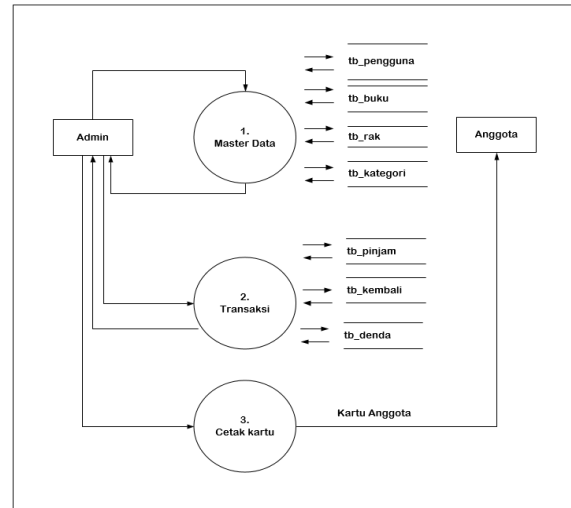 tb_pengguna
tb_buku
Admin
1.
Master Data
tb_rak
Anggota
tb_kategori
tb_pinjam
2.
Transaksi
tb_kembali
tb_denda
3.
Cetak kartu
Kartu Anggota